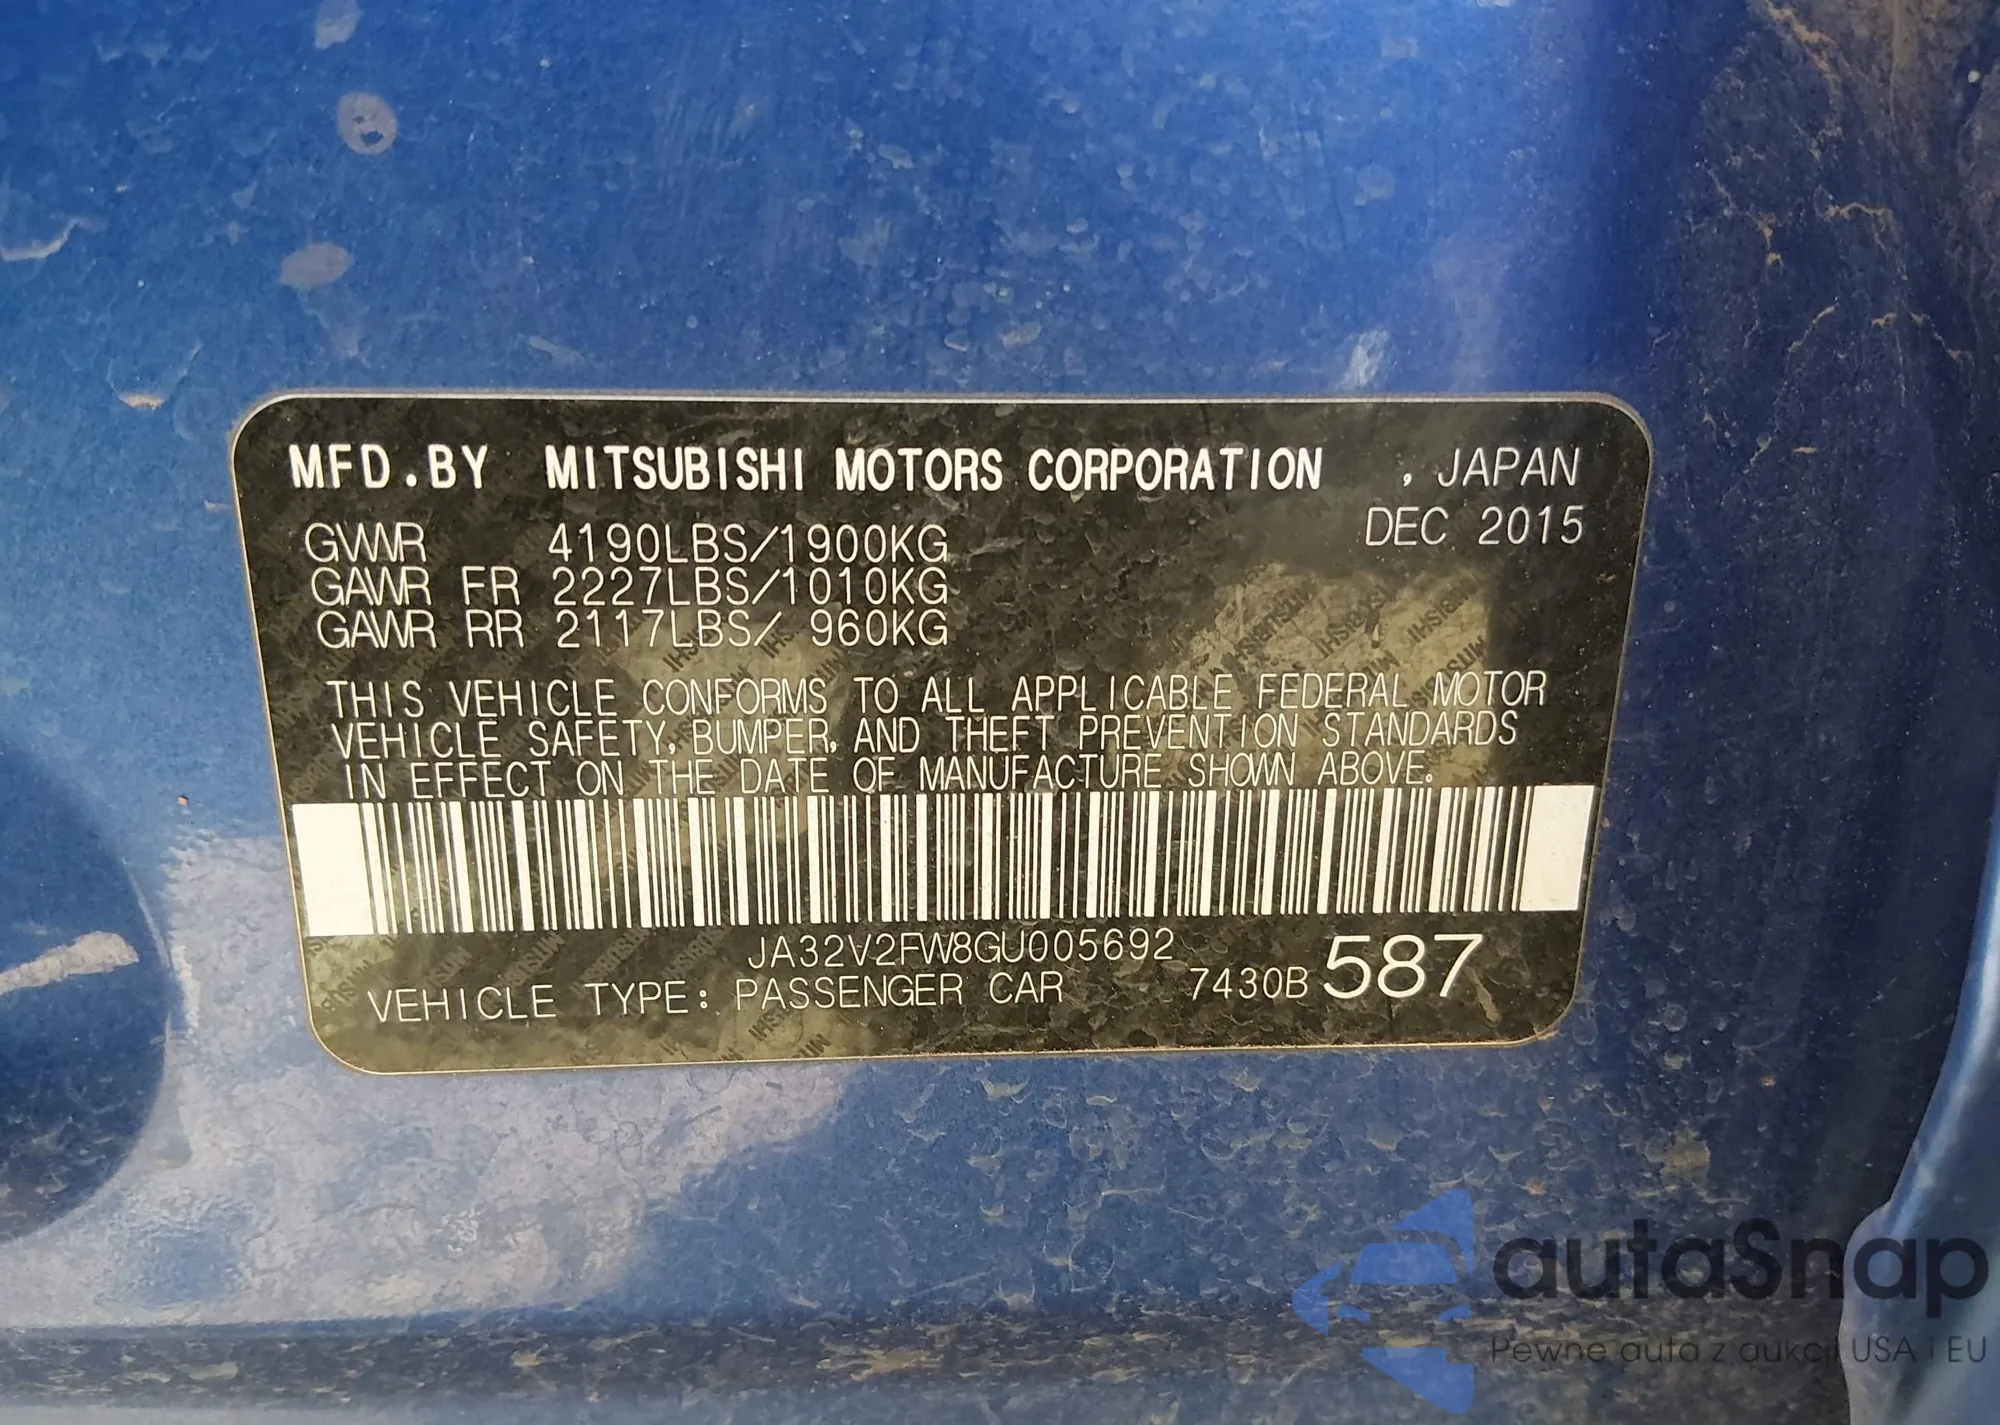 MFD.BY MITSUBISHI MOTORS CORPORATION , JAPAN
DEC 2015
GVWR 4190LBS/1900KG
GAWR FR 2227LBS/1010KG
GAWR RR 2117LBS/ 960KG
THIS VEHICLE CONFORMS TO ALL APPLICABLE FEDERAL MOTOR
VEHICLE SAFETY, BUMPER, AND THEFT PREVENTION STANDARDS
IN EFFECT ON THE DATE OF MANUFACTURE SHOWN ABOVE.
JA32V2FW8GU005692
VEHICLE TYPE: PASSENGER CAR 7430B 587
autaSnap
Pewne auta z aukcji USA i EU